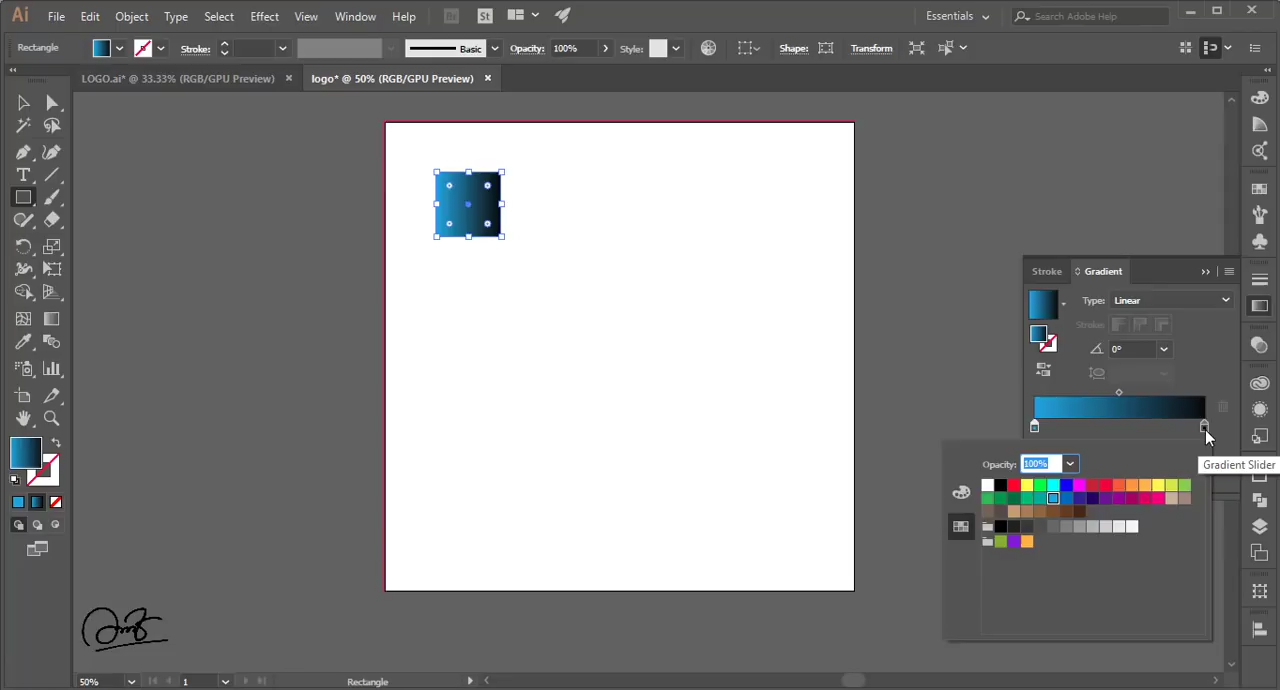 Ai File Edit Object Type Select Effect View Window Help Br St Essentials Search Adobe Help
Rectangle Stroke: Basic Opacity: 100% Style: Shape: Transform
LOGO.ai* @ 33.33% (RGB/GPU Preview) × logo* @ 50% (RGB/GPU Preview) ×
Stroke Gradient
Type: Linear
Stroke:
0°
Opacity: 100%
Gradient Slider
50% 1 Rectangle